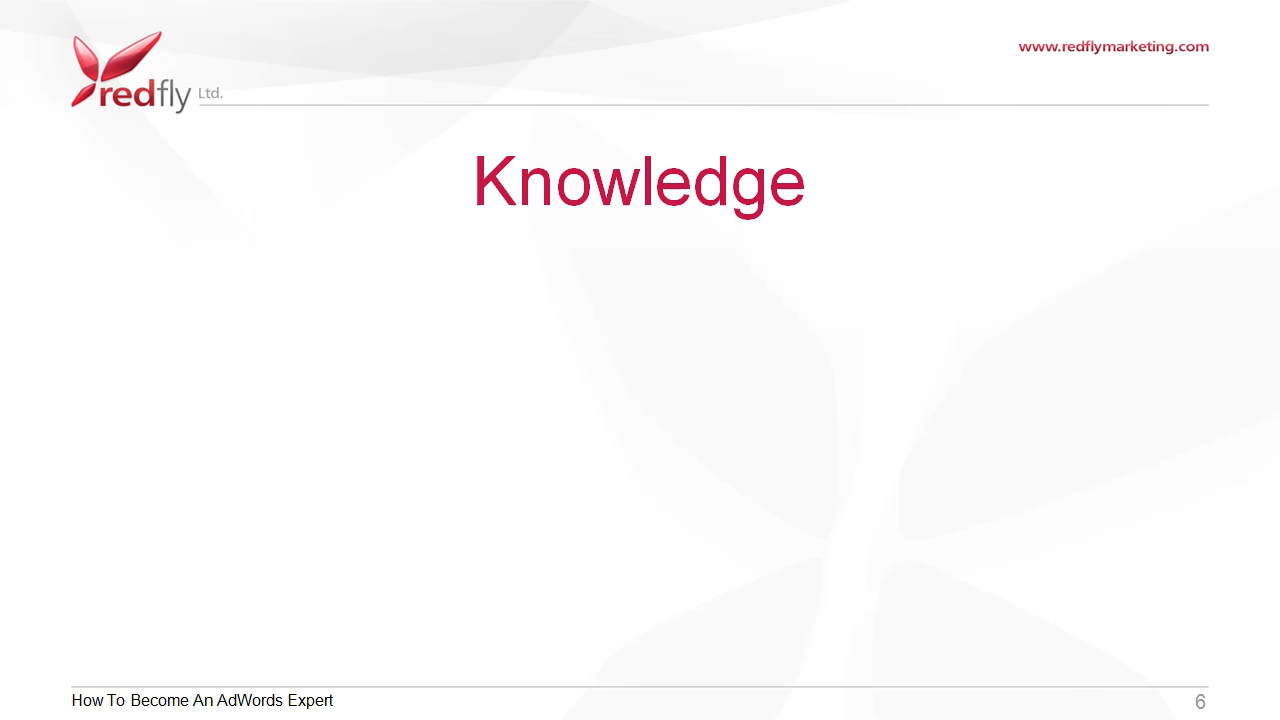 www.redflymarketing.com
redfly Ltd.
Knowledge
How To Become An AdWords Expert
6